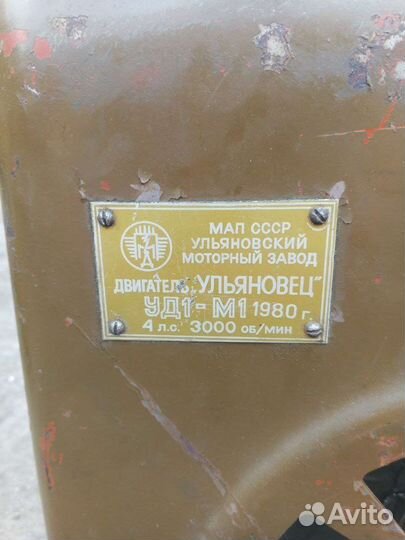 МАП СССР
УЛЬЯНОВСКИЙ
МОТОРНЫЙ ЗАВОД
ДВИГАТЕЛЬ „УЛЬЯНОВЕЦ"
УД1-М1 1980 г.
4 л.с. 3000 об/мин
Avito